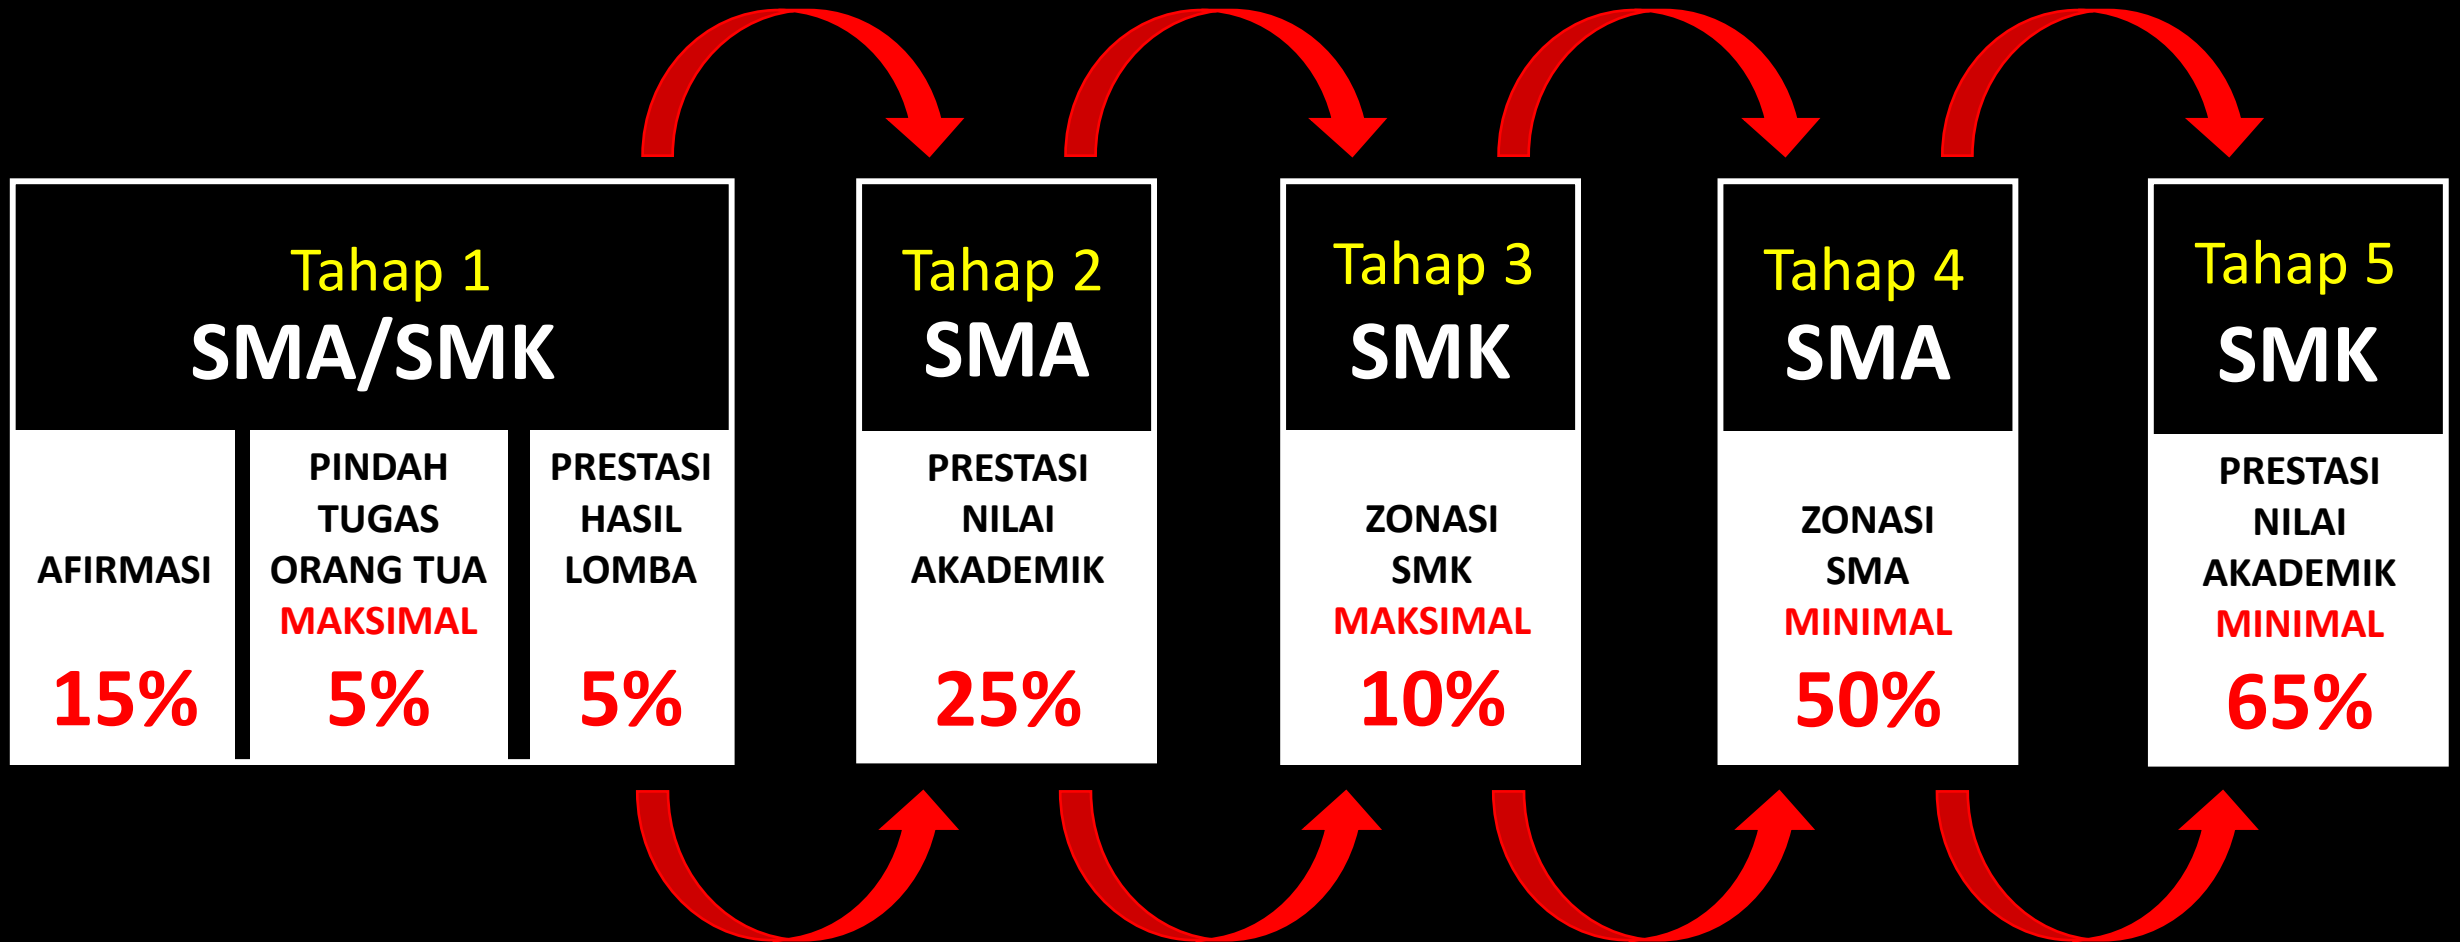 Tahap 1
SMA/SMK
AFIRMASI
15%
PINDAH
TUGAS
ORANG TUA
MAKSIMAL
5%
PRESTASI
HASIL
LOMBA
5%
Tahap 2
SMA
PRESTASI
NILAI
AKADEMIK
25%
Tahap 3
SMK
ZONASI
SMK
MAKSIMAL
10%
Tahap 4
SMA
ZONASI
SMA
MINIMAL
50%
Tahap 5
SMK
PRESTASI
NILAI
AKADEMIK
MINIMAL
65%